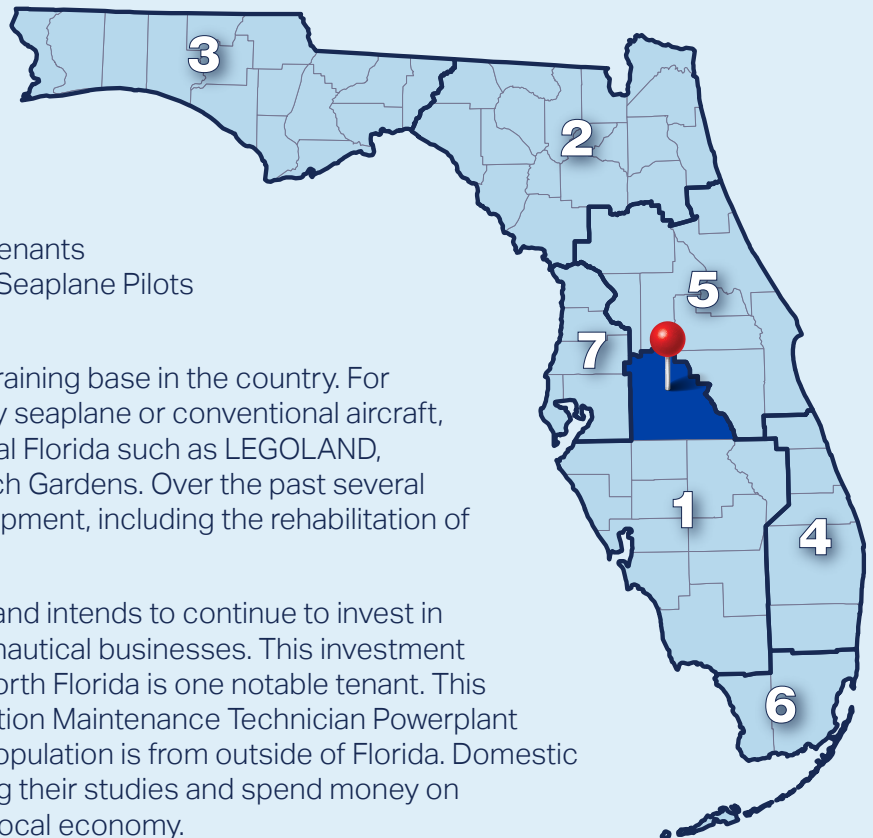 3
2
5
7
1
4
6
enants
Seaplane Pilots
raining base in the country. For
y seaplane or conventional aircraft,
al Florida such as LEGOLAND,
ch Gardens. Over the past several
opment, including the rehabilitation of
and intends to continue to invest in
nautical businesses. This investment
orth Florida is one notable tenant. This
tion Maintenance Technician Powerplant
opulation is from outside of Florida. Domestic
g their studies and spend money on
local economy.